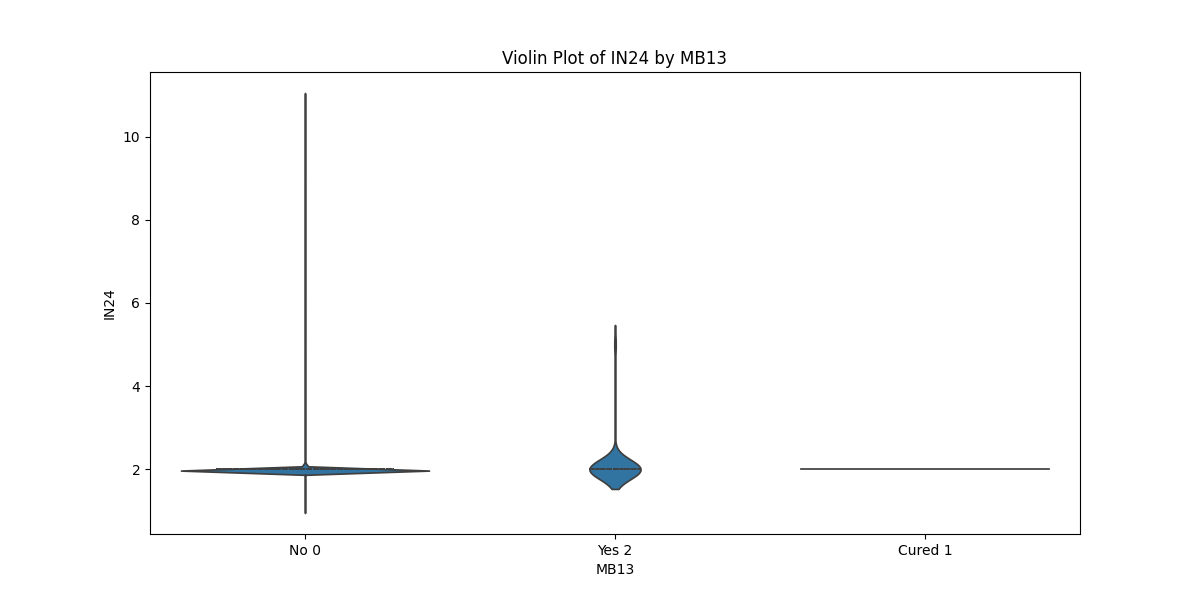 Violin Plot of IN24 by MB13
10
8
6
4
2
IN24
No 0
Yes 2
Cured 1
MB13